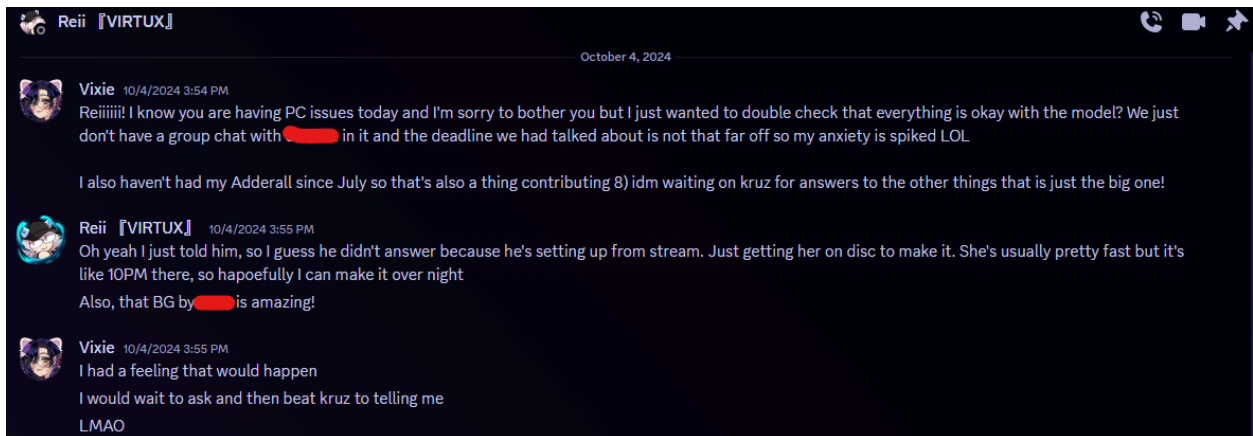 Reii 『VIRTUX』
October 4, 2024
Vixie 10/4/2024 3:54 PM
Reiiiiii! I know you are having PC issues today and I'm sorry to bother you but I just wanted to double check that everything is okay with the model? We just
don't have a group chat with in it and the deadline we had talked about is not that far off so my anxiety is spiked LOL
I also haven't had my Adderall since July so that's also a thing contributing 8) idm waiting on kruz for answers to the other things that is just the big one!
Reii 『VIRTUX』 10/4/2024 3:55 PM
Oh yeah I just told him, so I guess he didn't answer because he's setting up from stream. Just getting her on disc to make it. She's usually pretty fast but it's
like 10PM there, so hapoefully I can make it over night
Also, that BG by is amazing!
Vixie 10/4/2024 3:55 PM
I had a feeling that would happen
I would wait to ask and then beat kruz to telling me
LMAO